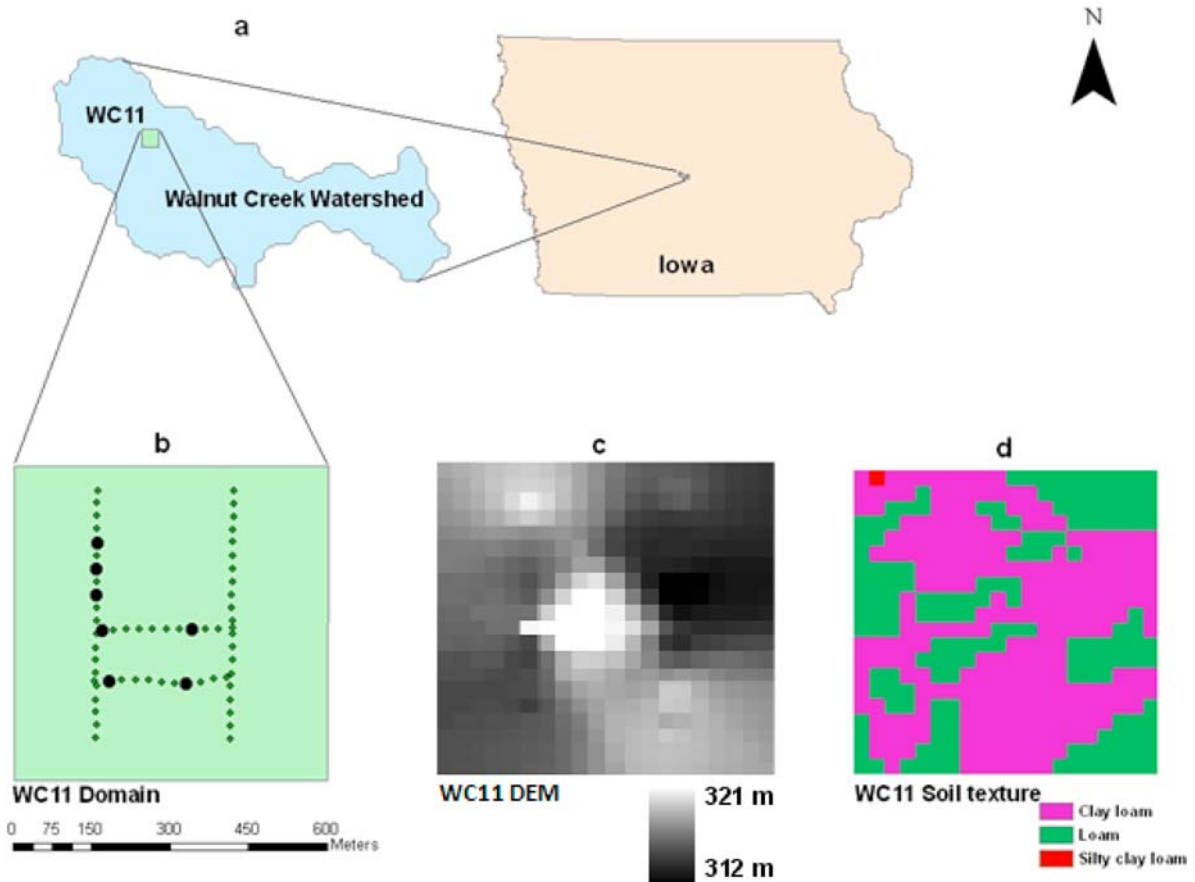 a
N
WC11
Walnut Creek Watershed
Iowa
b
c
d
WC11 Domain
0 75 150 300 450 600
Meters
WC11 DEM
321 m
312 m
WC11 Soil texture
Clay loam
Loam
Silty clay loam